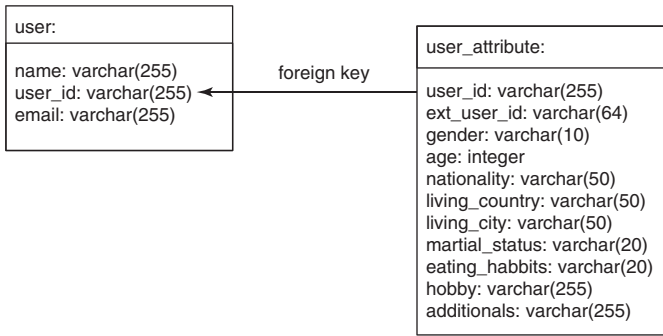 user:
name: varchar(255)
user_id: varchar(255)
email: varchar(255)
foreign key
user_attribute:
user_id: varchar(255)
ext_user_id: varchar(64)
gender: varchar(10)
age: integer
nationality: varchar(50)
living_country: varchar(50)
living_city: varchar(50)
martial_status: varchar(20)
eating_habbits: varchar(20)
hobby: varchar(255)
additionals: varchar(255)